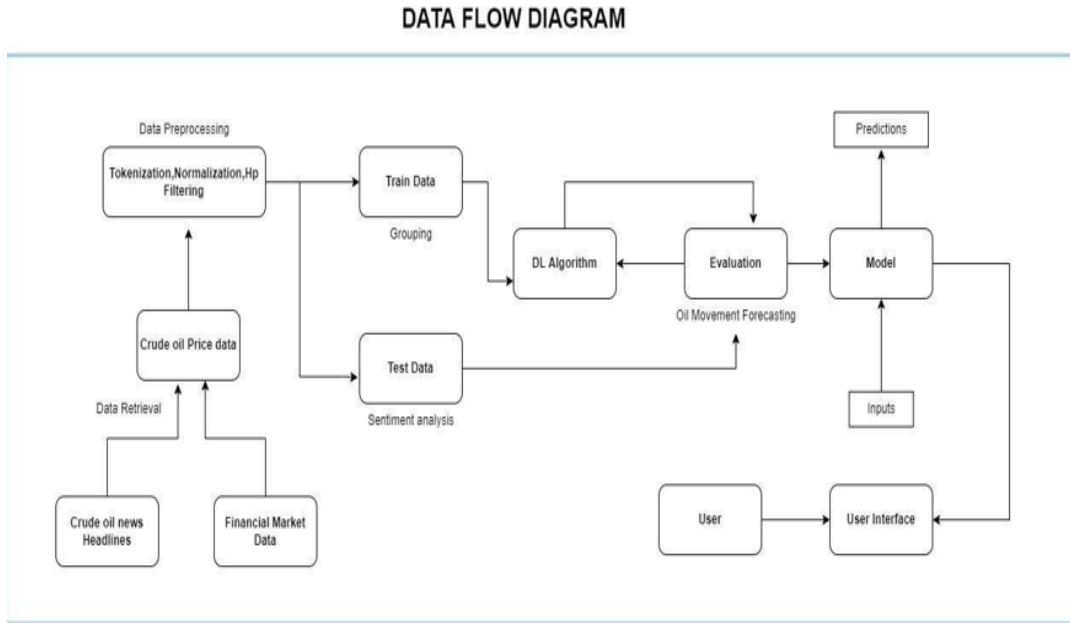 DATA FLOW DIAGRAM
Data Preprocessing
Tokenization,Normalization,Hp
Filtering
Train Data
Grouping
Predictions
DL Algorithm
Evaluation
Model
Oil Movement Forecasting
Crude oil Price data
Test Data
Sentiment analysis
Data Retrieval
Inputs
Crude oil news
Headlines
Financial Market
Data
User
User Interface